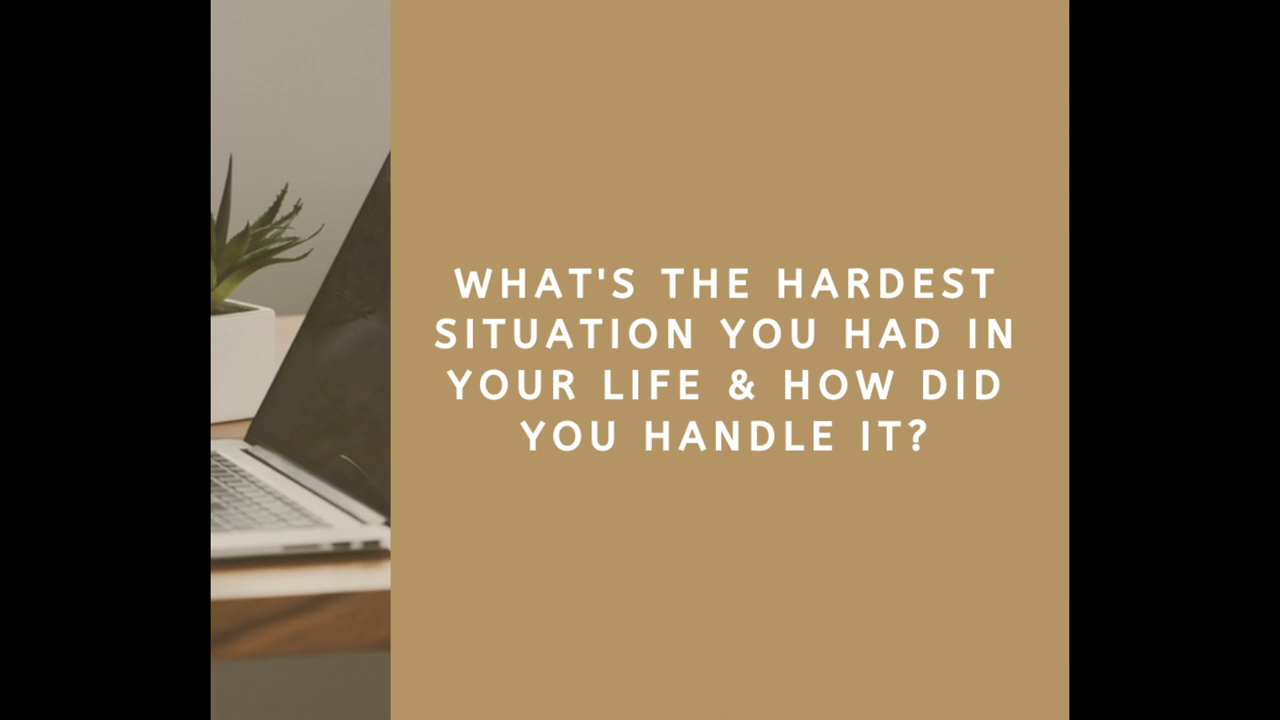 WHAT'S THE HARDEST
SITUATION YOU HAD IN
YOUR LIFE & HOW DID
YOU HANDLE IT?